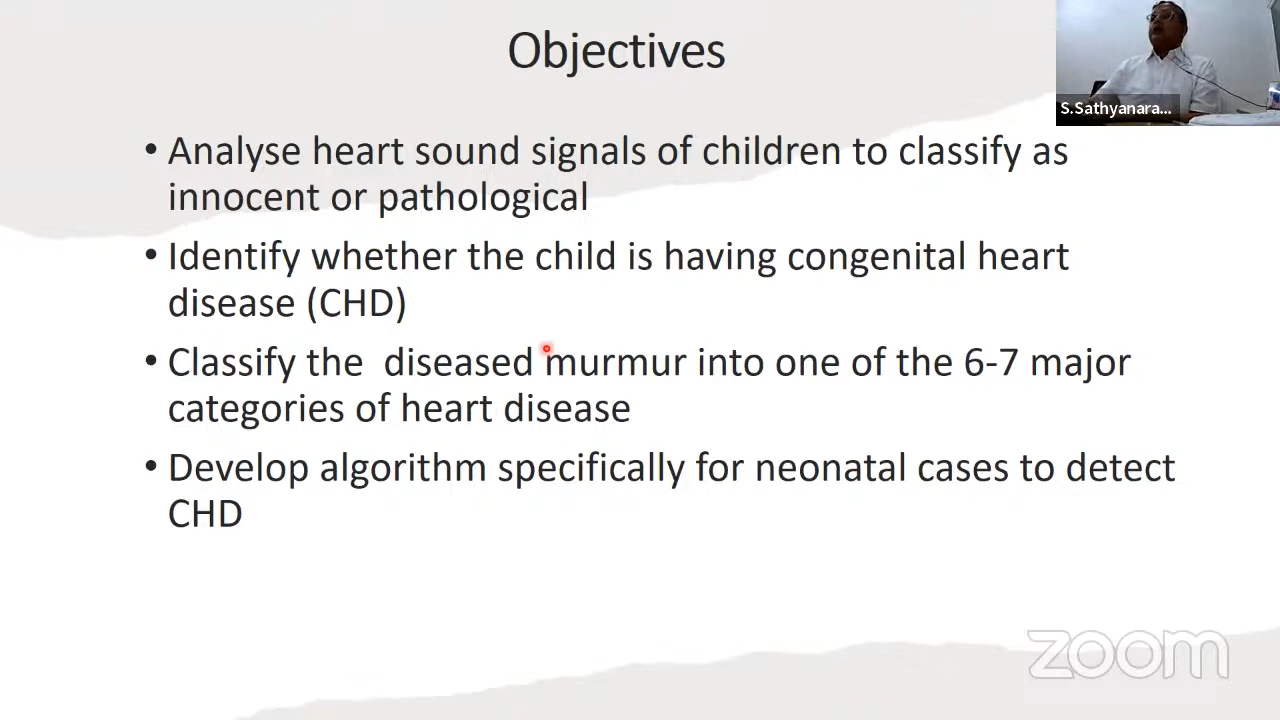 Objectives
S.Sathyanara...
• Analyse heart sound signals of children to classify as
innocent or pathological
• Identify whether the child is having congenital heart
disease (CHD)
• Classify the diseased murmur into one of the 6-7 major
categories of heart disease
• Develop algorithm specifically for neonatal cases to detect
CHD
zoom